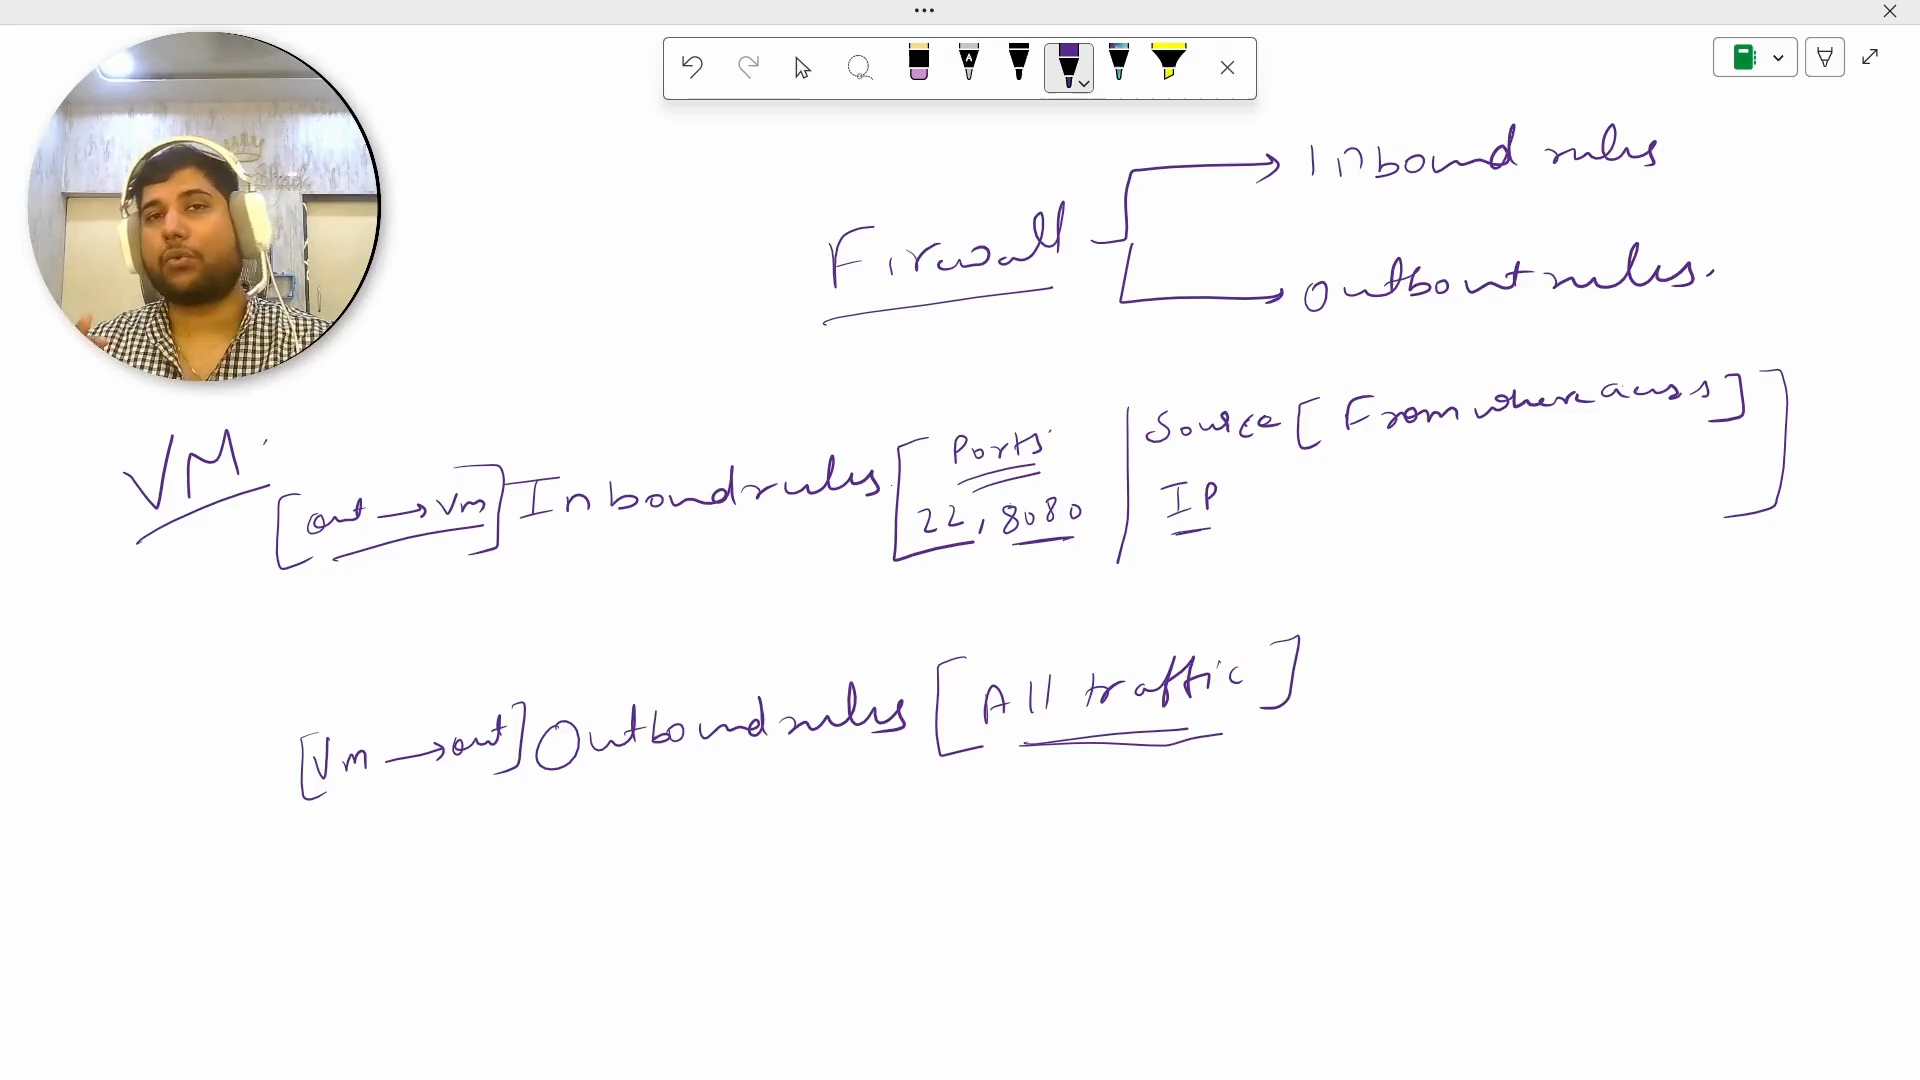 Inbound rules
Firewall
Outbount rules.
VM.
[out → Vm] Inbound rules [Ports 22, 8080 | Source [From where access] IP ]
[Vm → out] Outbound rules [All traffic]